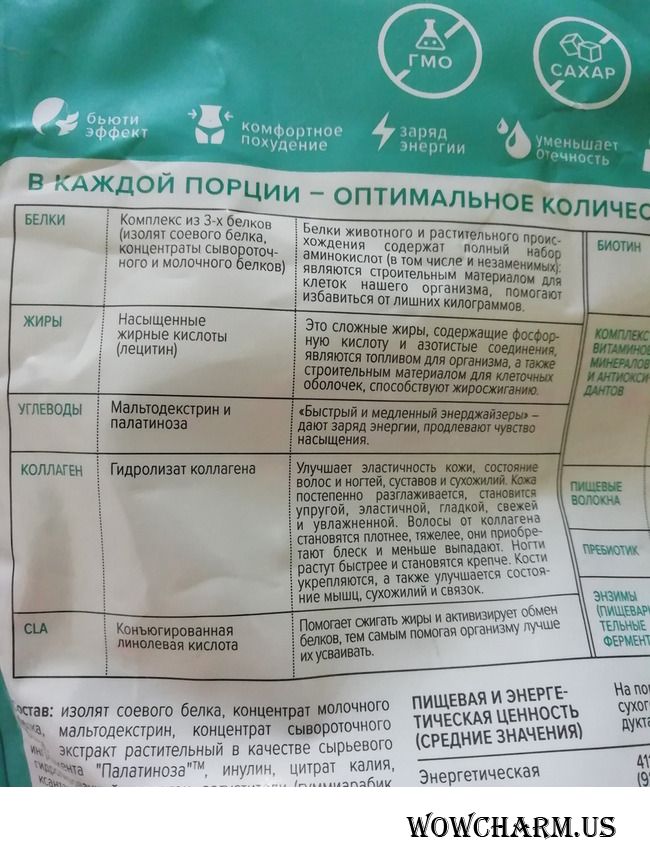 ГМО
САХАР
бьюти
эффект
комфортное
похудение
заряд
энергии
уменьшает
отечность
В КАЖДОЙ ПОРЦИИ – ОПТИМАЛЬНОЕ КОЛИЧЕС
БЕЛКИ
Комплекс из 3-х белков
(изолят соевого белка,
концентраты сывороточ-
ного и молочного белков)
Белки животного и растительного проис-
хождения содержат полный набор
аминокислот (в том числе и незаменимых):
являются строительным материалом для
клеток нашего организма, помогают
избавиться от лишних килограммов.
ЖИРЫ
Насыщенные
жирные кислоты
(лецитин)
Это сложные жиры, содержащие фосфор-
ную кислоту и азотистые соединения,
являются топливом для организма, а также
строительным материалом для клеточных
оболочек, способствуют жиросжиганию.
УГЛЕВОДЫ
Мальтодекстрин и
палатиноза
«Быстрый и медленный энерджайзеры» –
дают заряд энергии, продлевают чувство
насыщения.
КОЛЛАГЕН
Гидролизат коллагена
Улучшает эластичность кожи, состояние
волос и ногтей, суставов и сухожилий. Кожа
постепенно разглаживается, становится
упругой, эластичной, гладкой, свежей
и увлажненной. Волосы от коллагена
становятся плотнее, тяжелее, они приобре-
тают блеск и меньше выпадают. Ногти
растут быстрее и становятся крепче. Кости
укрепляются, а также улучшается состоя-
ние мышц, сухожилий и связок.
CLA
Конъюгированная
линолевая кислота
Помогает сжигать жиры и активизирует обмен
белков, тем самым помогая организму лучше
их усваивать.
БИОТИН
КОМПЛЕКС
ВИТАМИНОВ
МИНЕРАЛОВ
И АНТИОКСИ-
ДАНТОВ
ПИЩЕВЫЕ
ВОЛОКНА
ПРЕБИОТИК
ЭНЗИМЫ
(ПИЩЕВАРИ
ТЕЛЬНЫЕ
ФЕРМЕНТ
остав: изолят соевого белка, концентрат молочного
мальтодекстрин, концентрат сывороточного
экстракт растительный в качестве сырьевого
"Палатиноза"™, инулин, цитрат калия,
ПИЩЕВАЯ И ЭНЕРГЕ-
ТИЧЕСКАЯ ЦЕННОСТЬ
(СРЕДНИЕ ЗНАЧЕНИЯ)
Энергетическая
На по
сухог
дукта
WOWCHARM.US